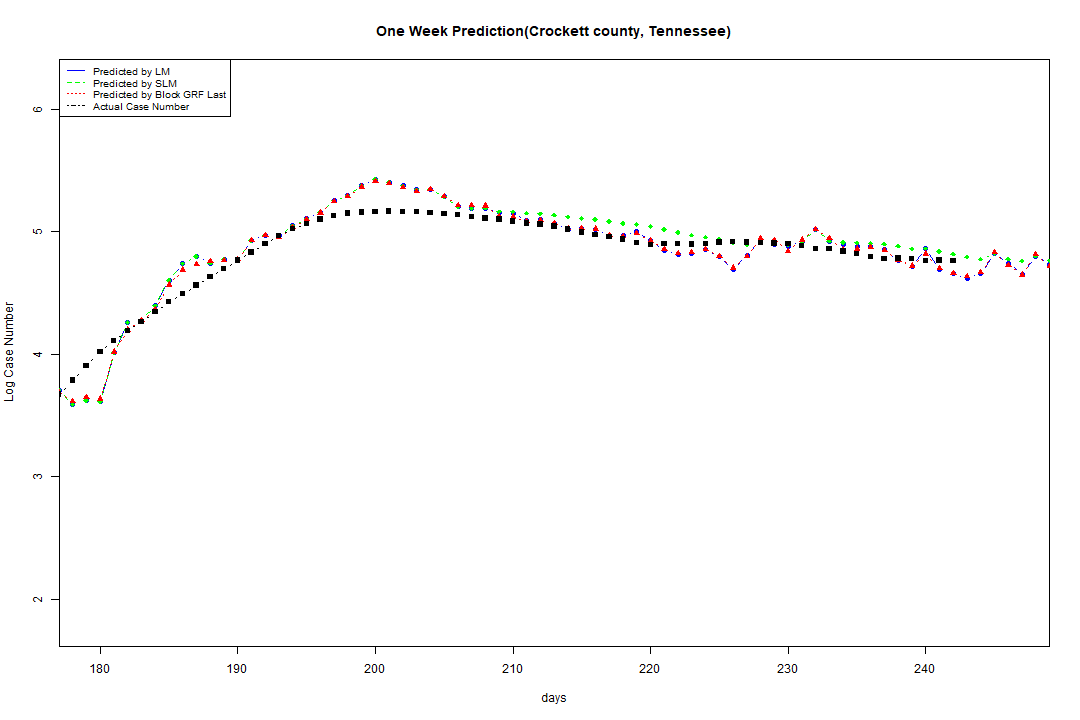 One Week Prediction(Crockett county, Tennessee)
Predicted by LM
Predicted by SLM
Predicted by Block GRF Last
Actual Case Number
6
5
4
3
2
Log Case Number
180 190 200 210 220 230 240
days